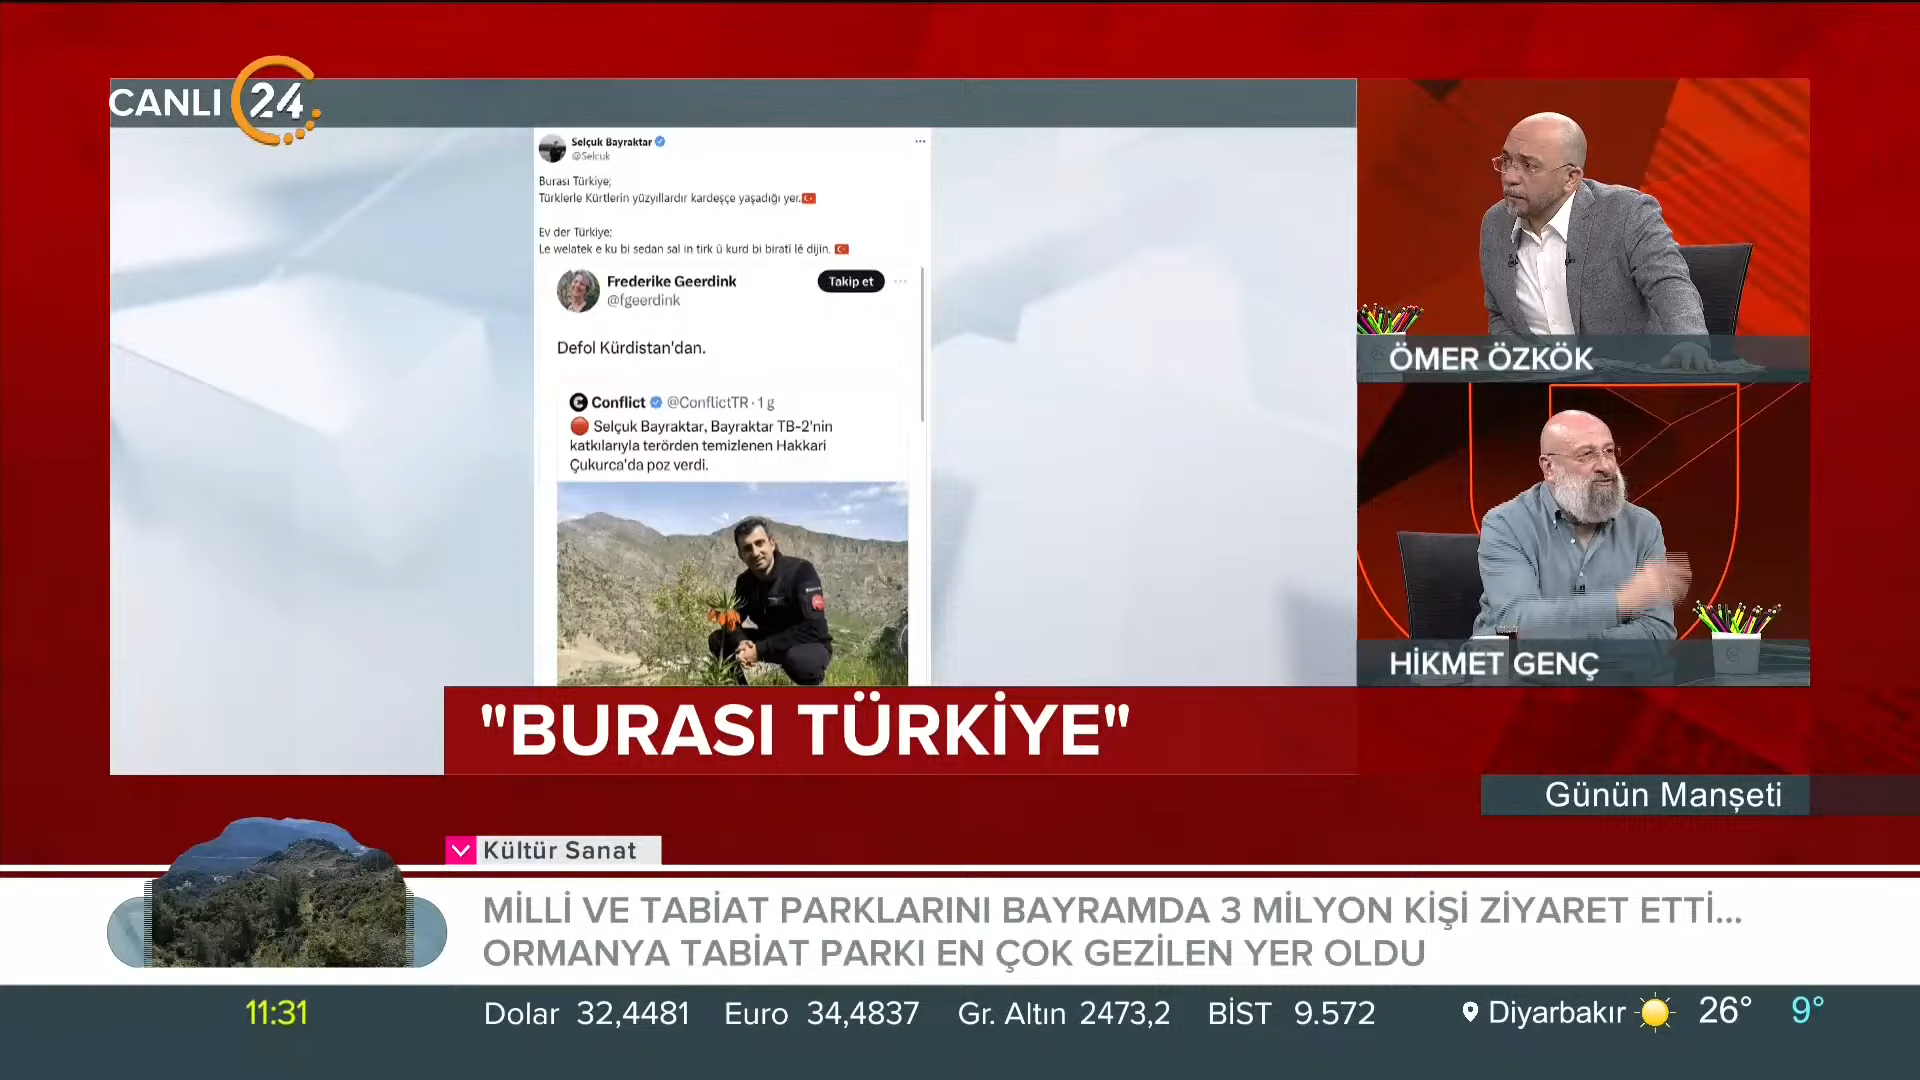 CANLI 24
Selçuk Bayraktar
@Selcuk
Burası Türkiye;
Türklerle Kürtlerin yüzyıllardır kardeşçe yaşadığı yer.
Ev der Türkiye;
Le welatek e ku bi sedan sal in tirk û kurd bi biratî lê dijîn.
Frederike Geerdink
@fgeerdink
Takip et
Defol Kürdistan'dan.
Conflict @ConflictTR · 1 g
Selçuk Bayraktar, Bayraktar TB-2'nin
katkılarıyla terörden temizlenen Hakkari
Çukurca'da poz verdi.
ÖMER ÖZKÖK
HİKMET GENÇ
"BURASI TÜRKİYE"
Günün Manşeti
Kültür Sanat
MİLLİ VE TABİAT PARKLARINI BAYRAMDA 3 MİLYON KİŞİ ZİYARET ETTİ...
ORMANYA TABİAT PARKI EN ÇOK GEZİLEN YER OLDU
11:31 Dolar 32,4481 Euro 34,4837 Gr. Altın 2473,2 BİST 9.572 Diyarbakır 26° 9°